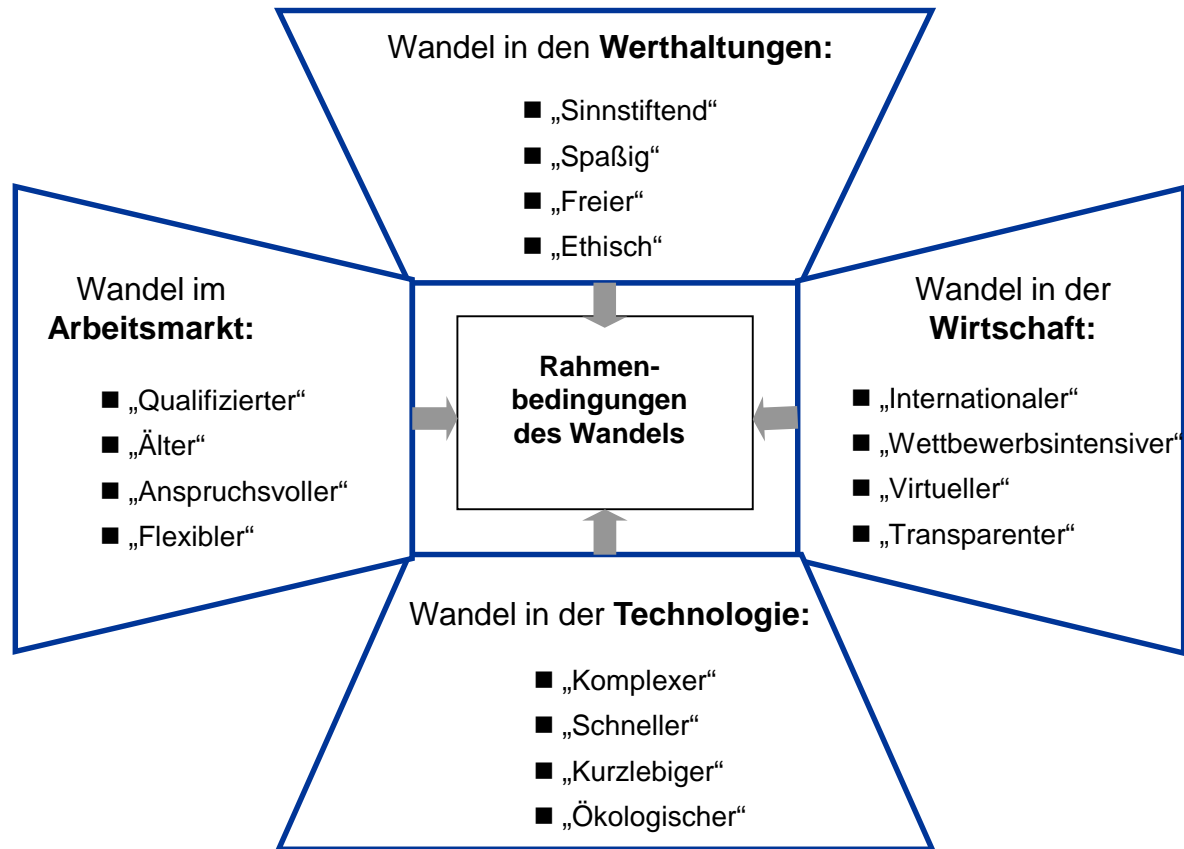 Wandel in den Werthaltungen:
■ „Sinnstiftend“
■ „Spaßig“
■ „Freier“
■ „Ethisch“
Wandel im
Arbeitsmarkt:
■ „Qualifizierter“
■ „Älter“
■ „Anspruchsvoller“
■ „Flexibler“
Rahmen-
bedingungen
des Wandels
Wandel in der
Wirtschaft:
■ „Internationaler“
■ „Wettbewerbsintensiver“
■ „Virtueller“
■ „Transparenter“
Wandel in der Technologie:
■ „Komplexer“
■ „Schneller“
■ „Kurzlebiger“
■ „Ökologischer“